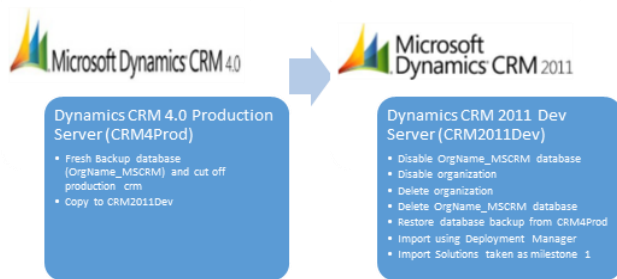 Microsoft Dynamics CRM 4.0
Microsoft
Dynamics CRM 2011
Dynamics CRM 4.0 Production
Server (CRM4Prod)
Fresh Backup database
(OrgName_MSCRM) and cut off
production crm
Copy to CRM2011Dev
Dynamics CRM 2011 Dev
Server (CRM2011Dev)
Disable OrgName_MSCRM database
Disable organization
Delete organization
Delete OrgName_MSCRM database
Restore database backup from CRM4Prod
Import using Deployment Manager
Import Solutions taken as milestone 1